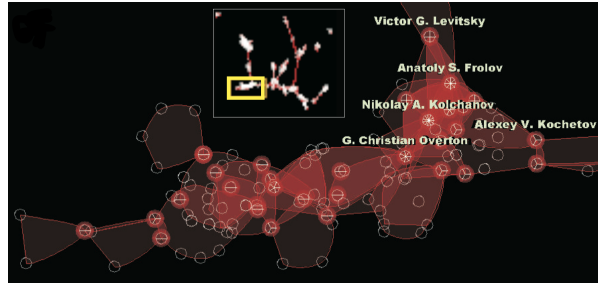 Victor G. Levitsky
Anatoly S. Frolov
Nikolay A. Kolchanov
Alexey V. Kochetov
G. Christian Overton